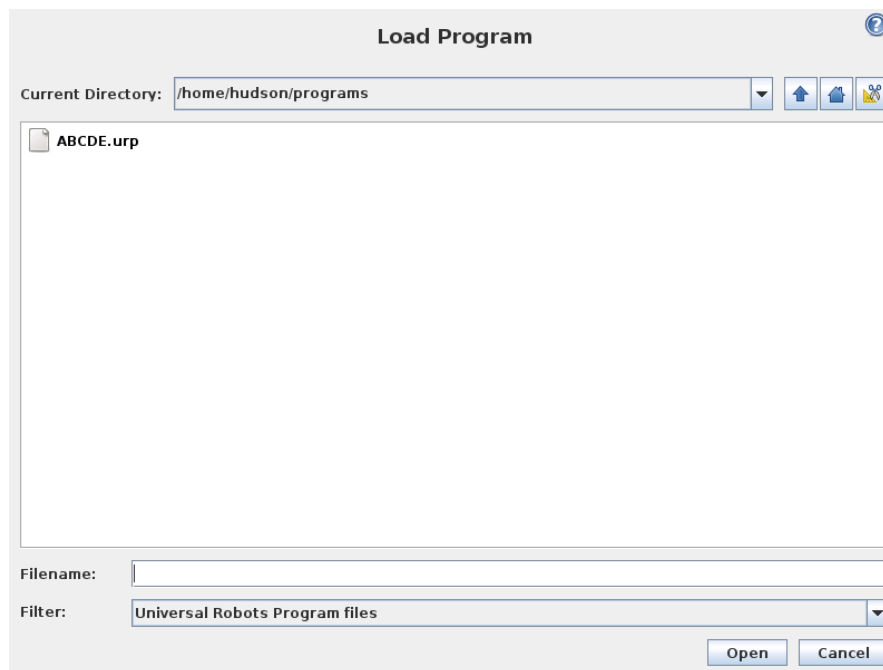 Load Program
?
Current Directory: /home/hudson/programs
ABCDE.urp
Filename:
Filter: Universal Robots Program files
Open Cancel